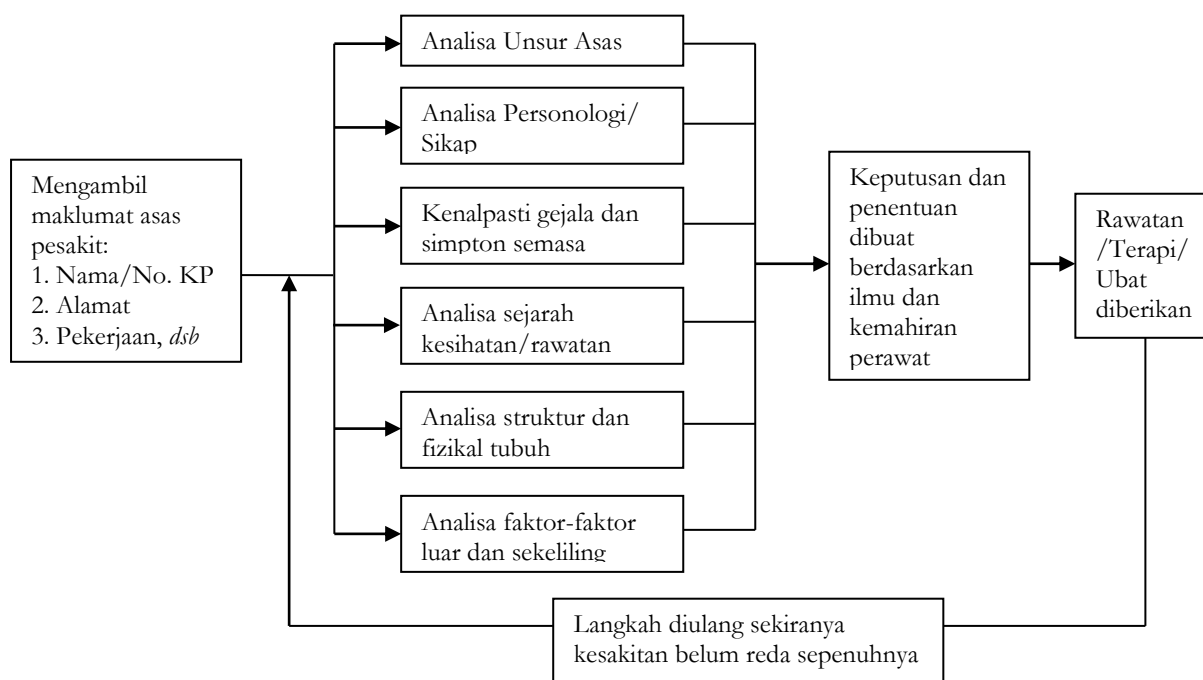 Mengambil
maklumat asas
pesakit:
1. Nama/No. KP
2. Alamat
3. Pekerjaan, dsb
Analisa Unsur Asas
Analisa Personologi/
Sikap
Kenalpasti gejala dan
simpton semasa
Analisa sejarah
kesihatan/rawatan
Analisa struktur dan
fizikal tubuh
Analisa faktor-faktor
luar dan sekeliling
Keputusan dan
penentuan
dibuat
berdasarkan
ilmu dan
kemahiran
perawat
Rawatan
/Terapi/
Ubat
diberikan
Langkah diulang sekiranya
kesakitan belum reda sepenuhnya